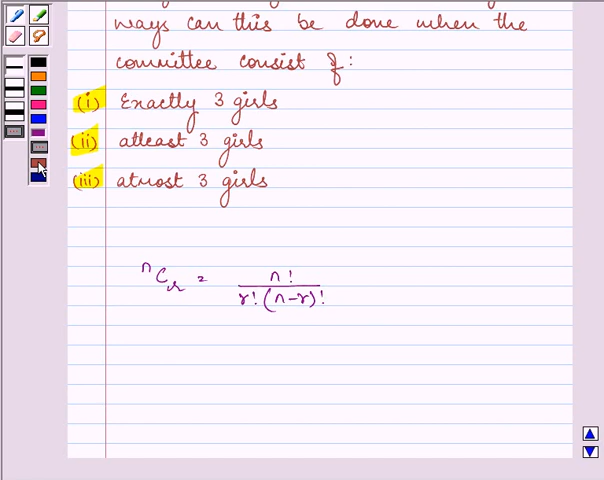 ways can this be done when the
committee consist of:
(i) Exactly 3 girls
(ii) atleast 3 girls
(iii) atmost 3 girls
ⁿCᵣ = n! / r!(n-r)!